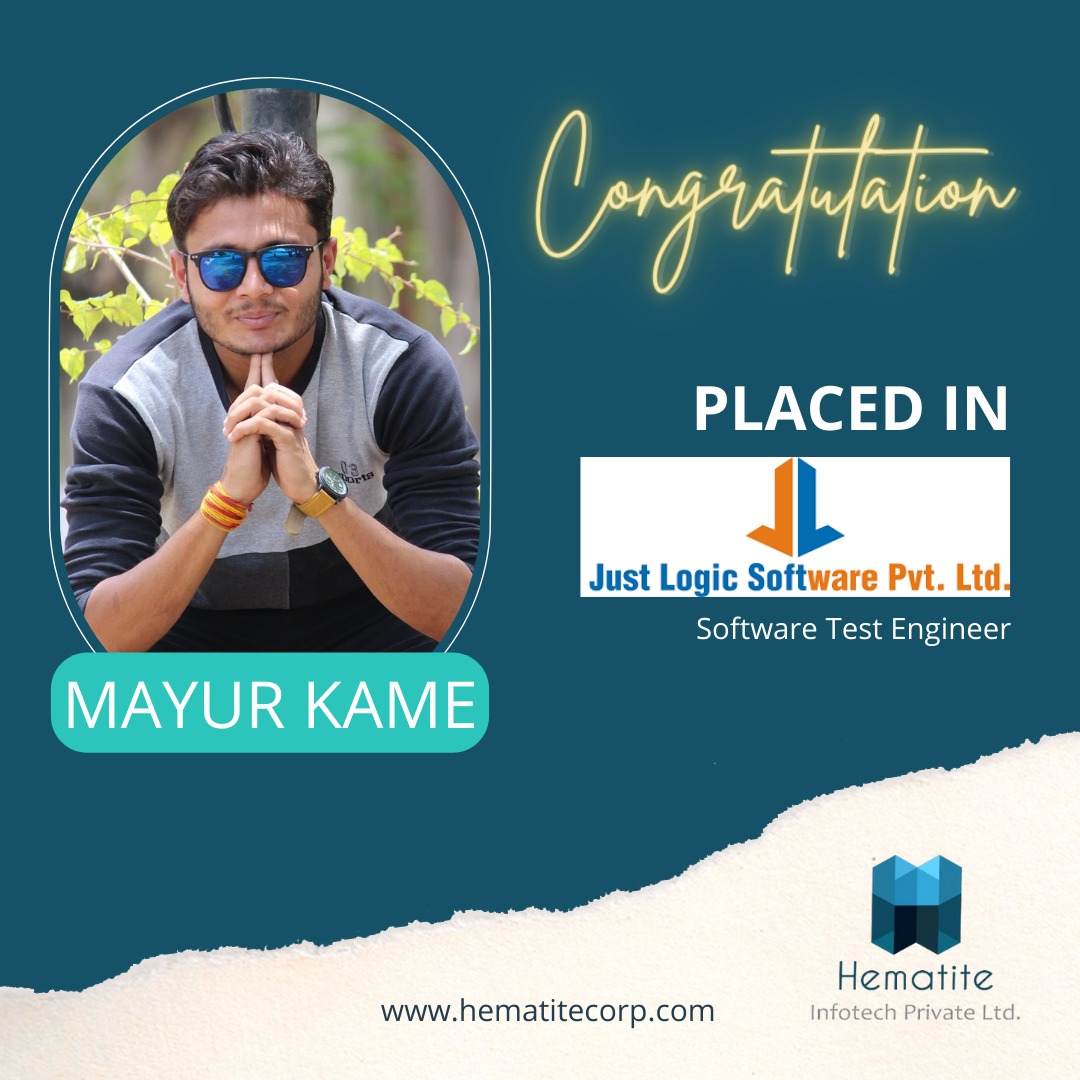 Congratulation
PLACED IN
Just Logic Software Pvt. Ltd.
Software Test Engineer
MAYUR KAME
Hematite
Infotech Private Ltd.
www.hematitecorp.com